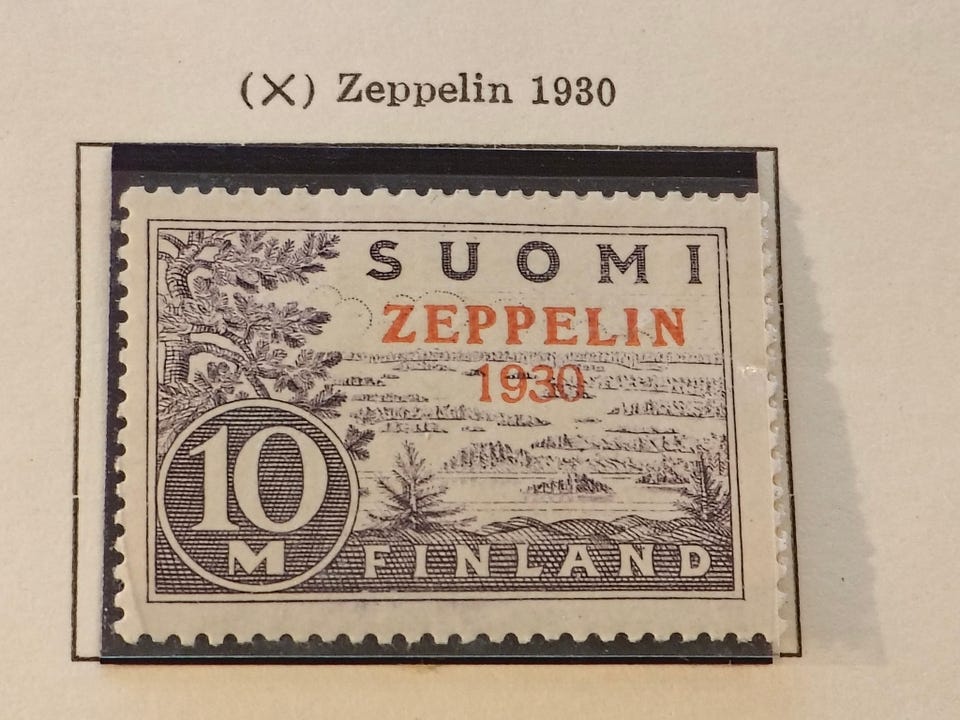 (X) Zeppelin 1930
SUOMI
ZEPPELIN
1930
10
M
FINLAND